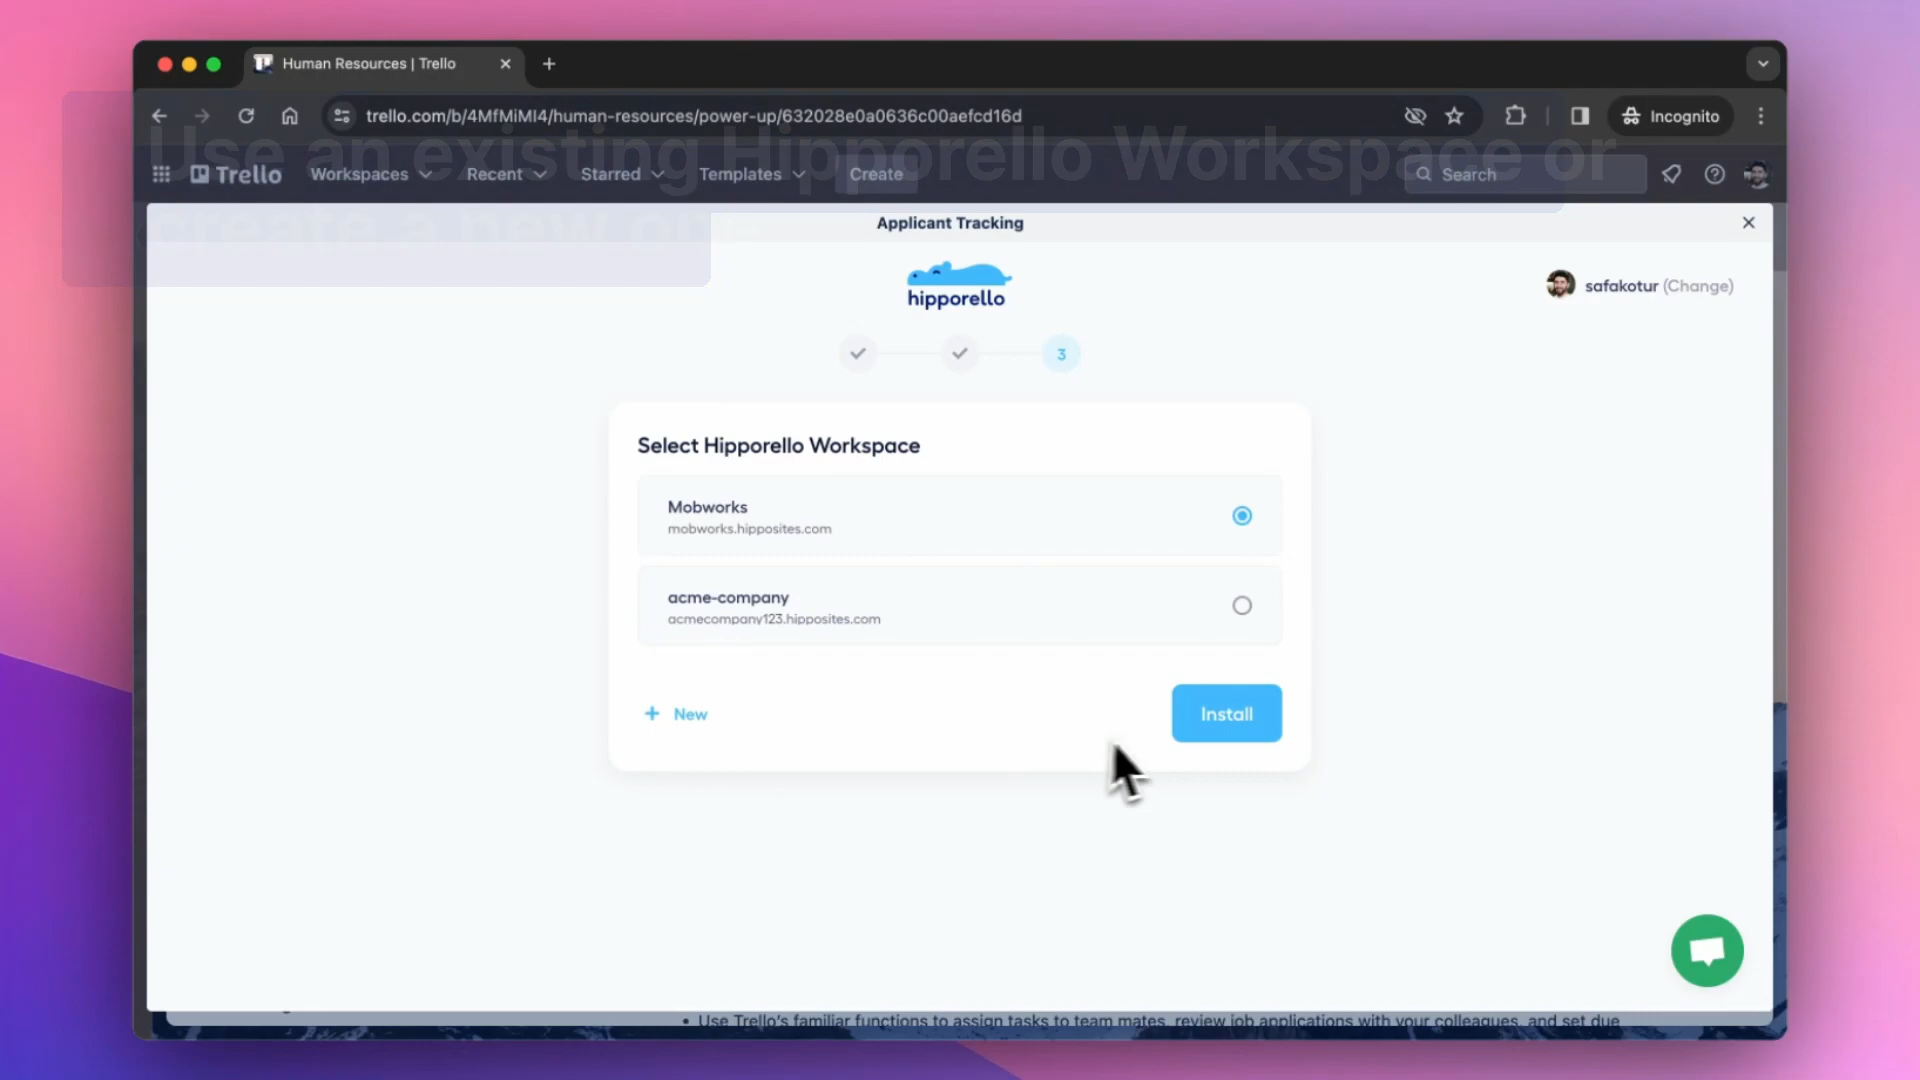 Human Resources | Trello
trello.com/b/4MfMiMI4/human-resources/power-up/632028e0a0636c00aefcd16d
Incognito
Use an existing Hipporello Workspace or
create a new one
Trello Workspaces Recent Starred Templates Create Search
Applicant Tracking
hipporello
safakotur (Change)
3
Select Hipporello Workspace
Mobworks
mobworks.hipposites.com
acme-company
acmecompany123.hipposites.com
+ New
Install
• Use Trello's familiar functions to assign tasks to team mates, review job applications with your colleagues, and set due